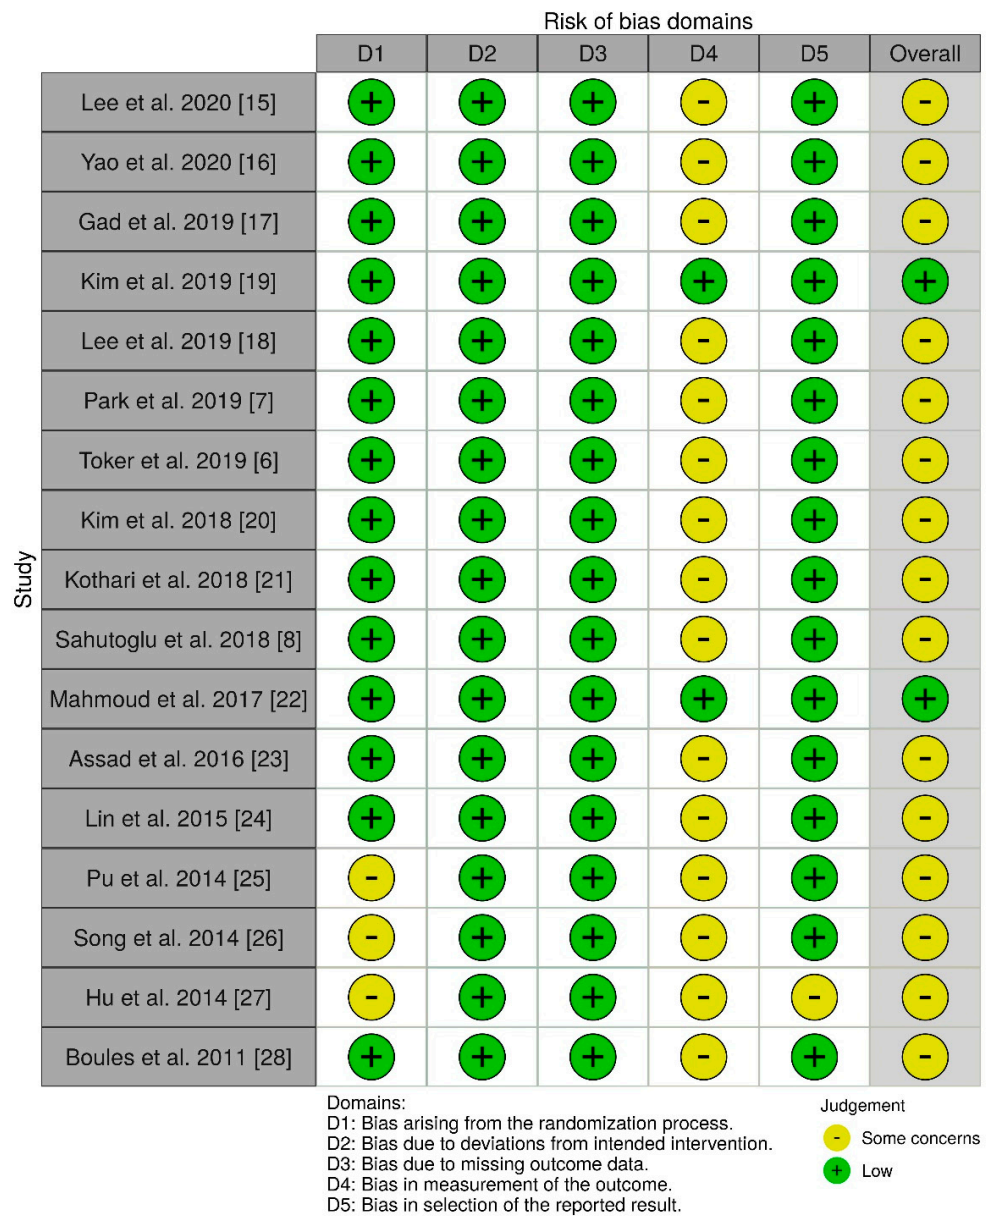 Risk of bias domains
D1 D2 D3 D4 D5 Overall
Study
Lee et al. 2020 [15] + + + - + -
Yao et al. 2020 [16] + + + - + -
Gad et al. 2019 [17] + + + - + -
Kim et al. 2019 [19] + + + + + +
Lee et al. 2019 [18] + + + - + -
Park et al. 2019 [7] + + + - + -
Toker et al. 2019 [6] + + + - + -
Kim et al. 2018 [20] + + + - + -
Kothari et al. 2018 [21] + + + - + -
Sahutoglu et al. 2018 [8] + + + - + -
Mahmoud et al. 2017 [22] + + + + + +
Assad et al. 2016 [23] + + + - + -
Lin et al. 2015 [24] + + + - + -
Pu et al. 2014 [25] - + + - + -
Song et al. 2014 [26] - + + - + -
Hu et al. 2014 [27] - + + - - -
Boules et al. 2011 [28] + + + - + -
Domains:
D1: Bias arising from the randomization process.
D2: Bias due to deviations from intended intervention.
D3: Bias due to missing outcome data.
D4: Bias in measurement of the outcome.
D5: Bias in selection of the reported result.
Judgement
- Some concerns
+ Low